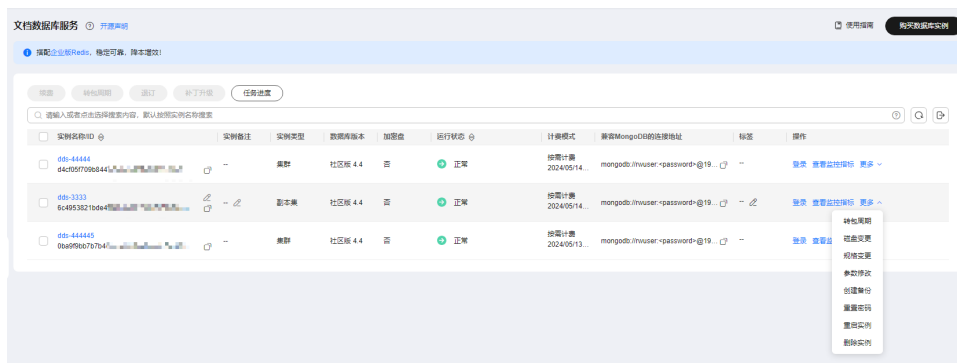 文档数据库服务 开源声明 使用指南 购买数据库实例
搭配企业版Redis，稳定可靠，降本增效！
续费 转包周期 退订 补丁升级 任务进度
请输入或者点击选择搜索内容，默认按照实例名称搜索
实例名称/ID 实例备注 实例类型 数据库版本 加密盘 运行状态 计费模式 兼容MongoDB的连接地址 标签 操作
dds-44444
d4cf05f709b844 -- 集群 社区版 4.4 否 正常 按需计费 2024/05/14... mongodb://rwuser:<password>@19... -- 登录 查看监控指标 更多
dds-3333
6c4953821bde4 -- 副本集 社区版 4.4 否 正常 按需计费 2024/05/14... mongodb://rwuser:<password>@19... -- 登录 查看监控指标 更多
dds-444445
0ba9f9bb7b7b4 -- 集群 社区版 4.4 否 正常 按需计费 2024/05/13... mongodb://rwuser:<password>@19... -- 登录 查看监
转包周期
磁盘变更
规格变更
参数修改
创建备份
重置密码
重启实例
删除实例